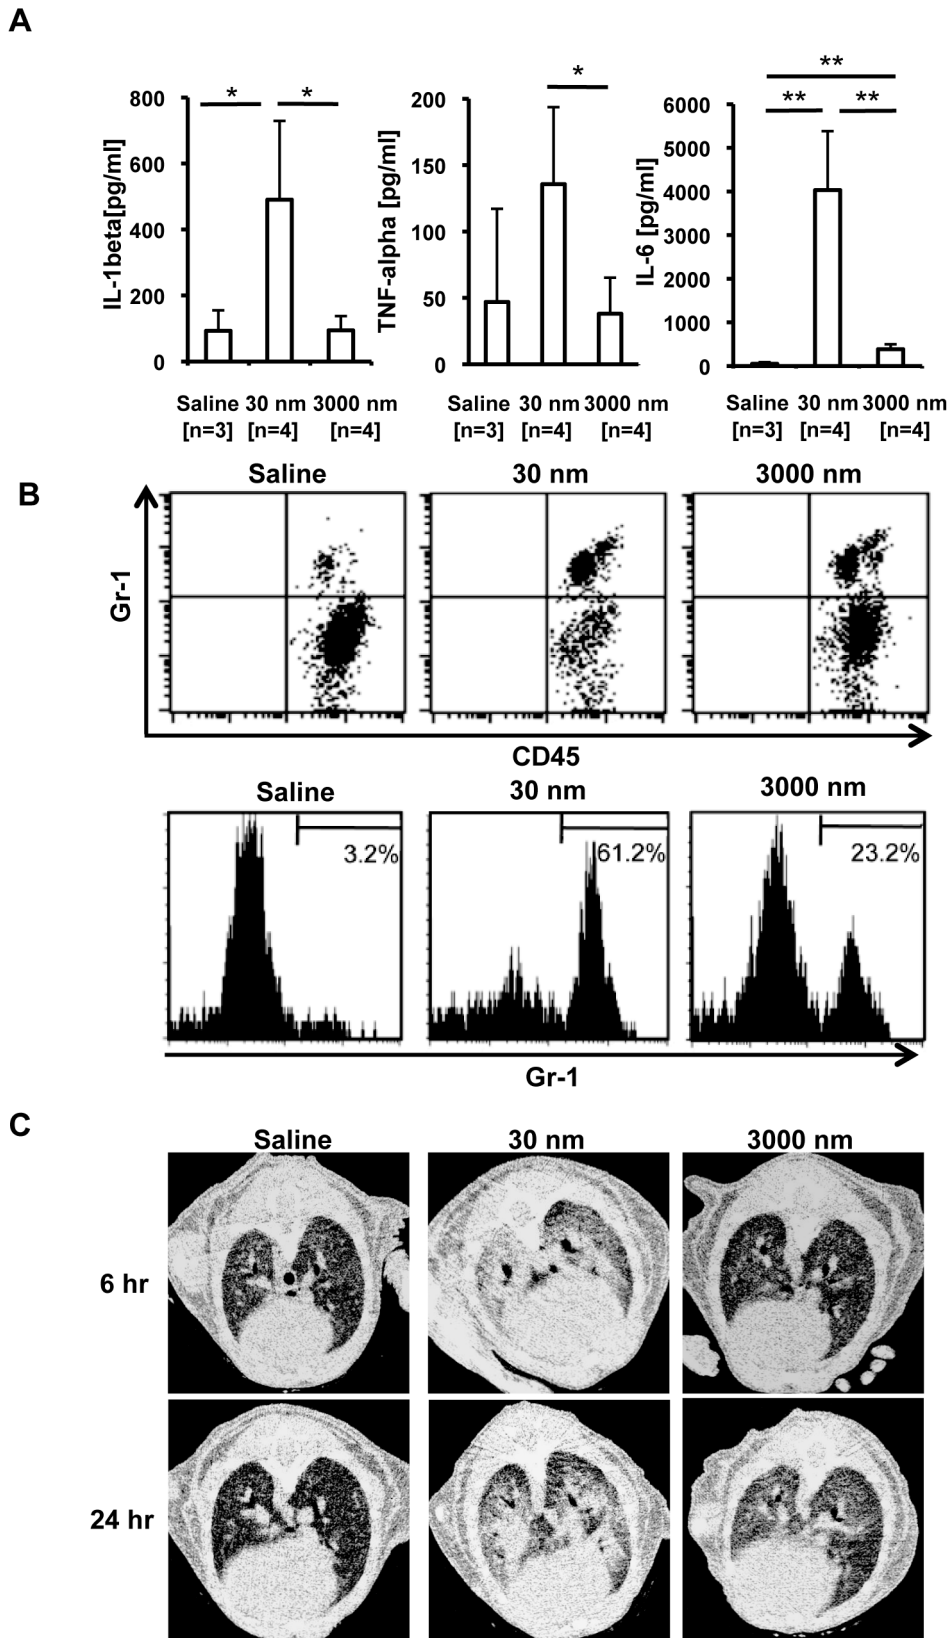 A
* *
*
**
** **
800
600
400
200
0
IL-1beta[pg/ml]
200
150
100
50
0
TNF-alpha [pg/ml]
6000
5000
4000
3000
2000
1000
0
IL-6 [pg/ml]
Saline 30 nm 3000 nm
[n=3] [n=4] [n=4]
Saline 30 nm 3000 nm
[n=3] [n=4] [n=4]
Saline 30 nm 3000 nm
[n=3] [n=4] [n=4]
B
Saline 30 nm 3000 nm
Gr-1
CD45
Saline 30 nm 3000 nm
3.2% 61.2% 23.2%
Gr-1
C
Saline 30 nm 3000 nm
6 hr
24 hr